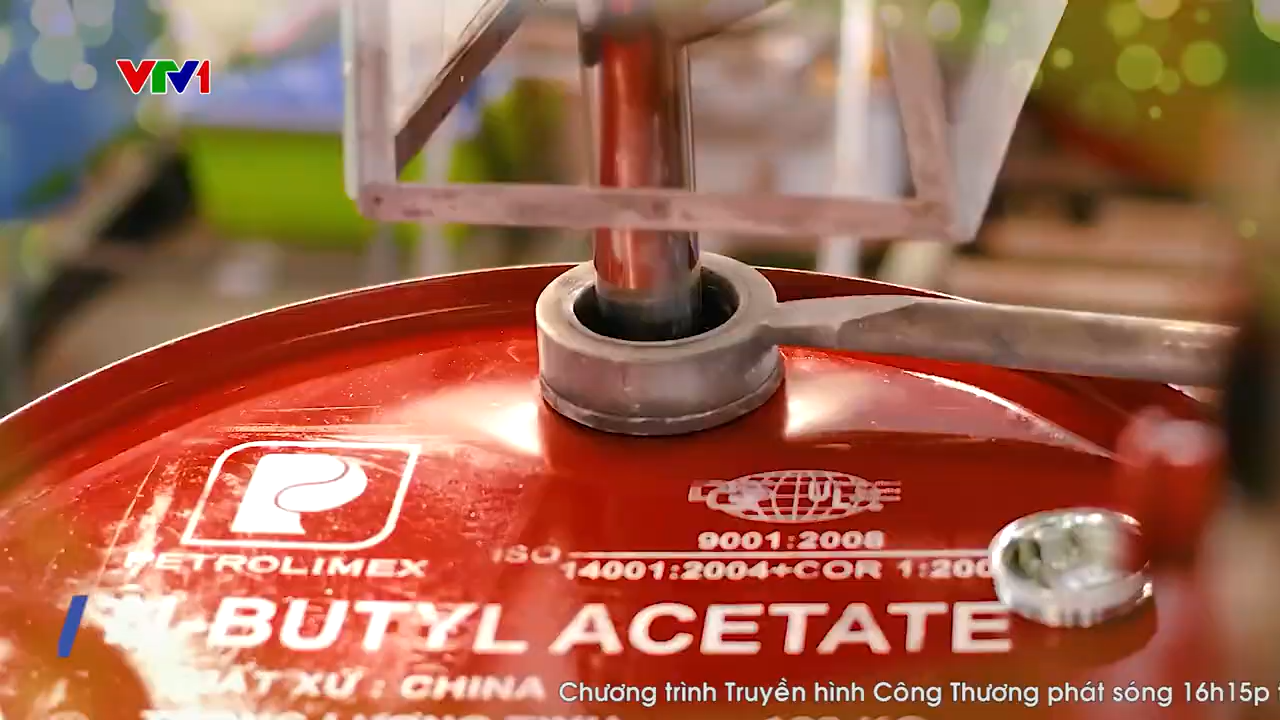 VTV1
PETROLIMEX
9001:2008
ISO
14001:2004+COR 1:200
N-BUTYL ACETATE
XỨ : CHINA
Chương trình Truyền hình Công Thương phát sóng 16h15p